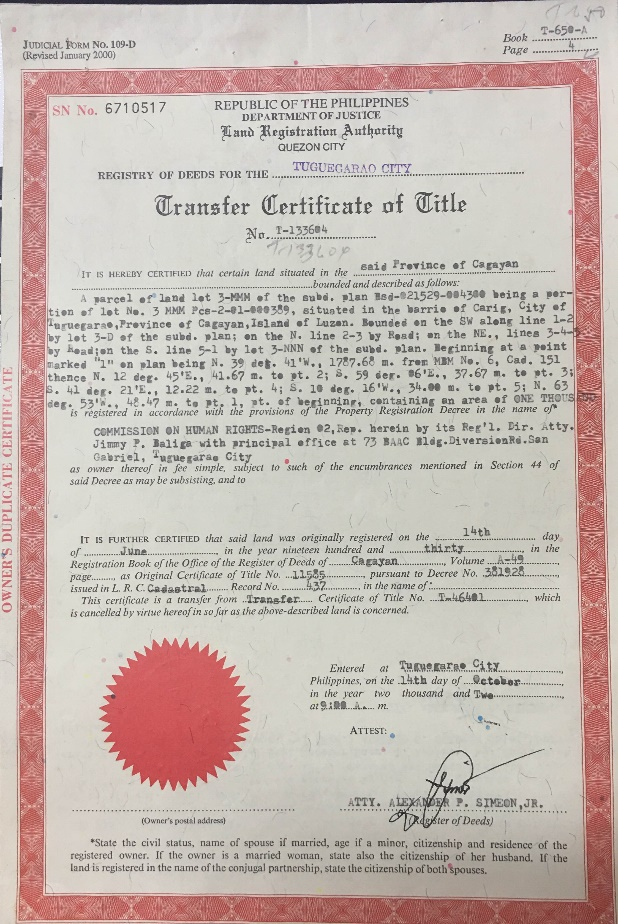 JUDICIAL FORM NO. 109-D
(Revised January 2000)
Book T-650-A
Page 4
SN No. 6710517
REPUBLIC OF THE PHILIPPINES
DEPARTMENT OF JUSTICE
Land Registration Authority
QUEZON CITY
REGISTRY OF DEEDS FOR THE TUGUEGARAO CITY
Transfer Certificate of Title
No. T-133604
T-133604
IT IS HEREBY CERTIFIED that certain land situated in the said Province of Cagayan
bounded and described as follows:
A parcel of land lot 3-MMM of the subd. plan Bsd-021529-004300 being a por-
tion of lot No. 3 MMM Pcs-2-01-000389, situated in the barrio of Carig, City of
Tuguegarao,Province of Cagayan,Island of Luzon. Bounded on the SW along line 1-2
by lot 3-D of the subd. plan; on the N. line 2-3 by Road; on the NE., lines 3-4-5
by Road;on the S. line 5-1 by lot 3-NNN of the subd. plan. Beginning at a point
marked "1" on plan being N. 39 deg. 41'W., 1787.68 m. from MBM No. 6, Cad. 151
thence N. 12 deg. 45'E., 41.67 m. to pt. 2; S. 59 deg. 06'E., 37.67 m. to pt. 3;
S. 41 deg. 21'E., 12.22 m. to pt. 4; S. 10 deg. 16'W., 34.00 m. to pt. 5; N. 63
deg. 53'W., 48.47 m. to pt. 1, pt. of beginning, containing an area of ONE THOUSAND
is registered in accordance with the provisions of the Property Registration Decree in the name of*
COMMISSION ON HUMAN RIGHTS-Region 02,Rep. herein by its Reg'l. Dir. Atty.
Jimmy P. Baliga with principal office at 73 BAAC Bldg.DiversionRd.San
Gabriel, Tuguegarao City
as owner thereof in fee simple, subject to such of the encumbrances mentioned in Section 44 of
said Decree as may be subsisting, and to
IT IS FURTHER CERTIFIED that said land was originally registered on the 14th day
of June, in the year nineteen hundred and thirty in the
Registration Book of the Office of the Register of Deeds of Cagayan, Volume A-49
page, as Original Certificate of Title No. 11585, pursuant to Decree No. 381928,
issued in L. R. C. Cadastral Record No. 437 in the name of
This certificate is a transfer from Transfer Certificate of Title No. T-46401, which
is cancelled by virtue hereof in so far as the above-described land is concerned.
Entered at Tuguegarao City
Philippines, on the 14th day of October
in the year two thousand and Two
at 9:00 A. m.
ATTEST:
ATTY. ALEXANDER P. SIMEON,JR.
(Register of Deeds)
(Owner's postal address)
*State the civil status, name of spouse if married, age if a minor, citizenship and residence of the
registered owner. If the owner is a married woman, state also the citizenship of her husband. If the
land is registered in the name of the conjugal partnership, state the citizenship of both spouses.
OWNER'S DUPLICATE CERTIFICATE